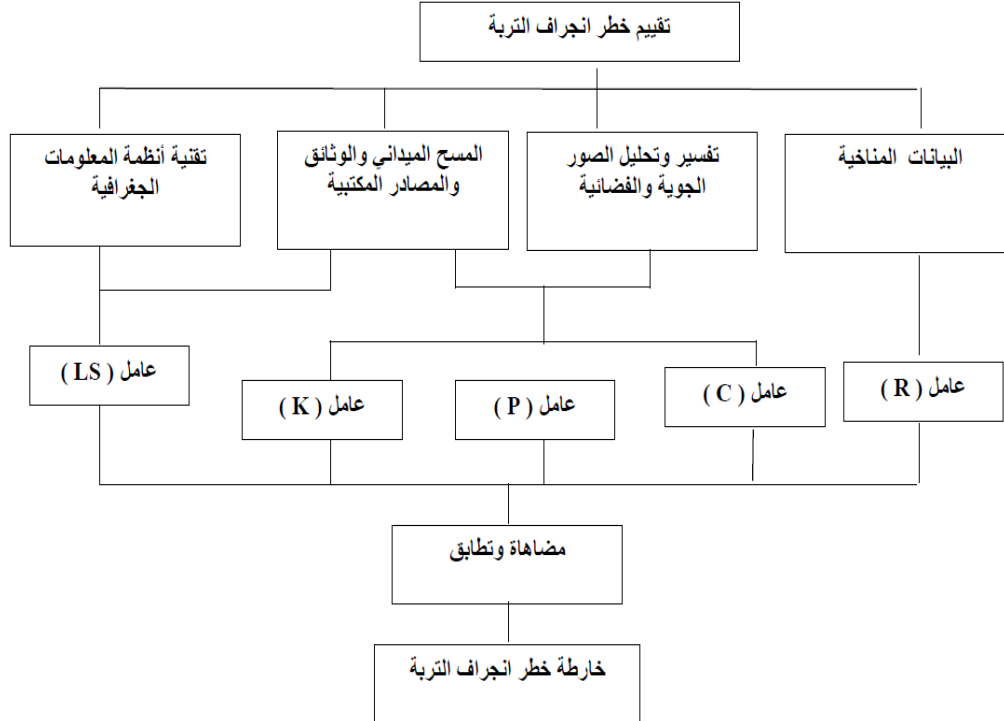 تقييم خطر انجراف التربة
البيانات المناخية
تفسير وتحليل الصور
الجوية والفضائية
المسح الميداني والوثائق
والمصادر المكتبية
تقنية أنظمة المعلومات
الجغرافية
عامل ( R )
عامل ( C )
عامل ( P )
عامل ( K )
عامل ( LS )
مضاهاة وتطابق
خارطة خطر انجراف التربة